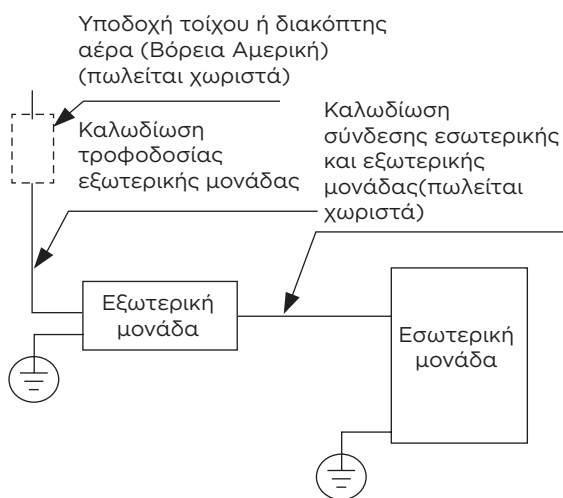 Υποδοχή τοίχου ή διακόπτης
αέρα (Βόρεια Αμερική)
(πωλείται χωριστά)
Καλωδίωση
τροφοδοσίας
εξωτερικής μονάδας
Καλωδίωση
σύνδεσης εσωτερικής
και εξωτερικής
μονάδας(πωλείται
χωριστά)
Εξωτερική
μονάδα
Εσωτερική
μονάδα